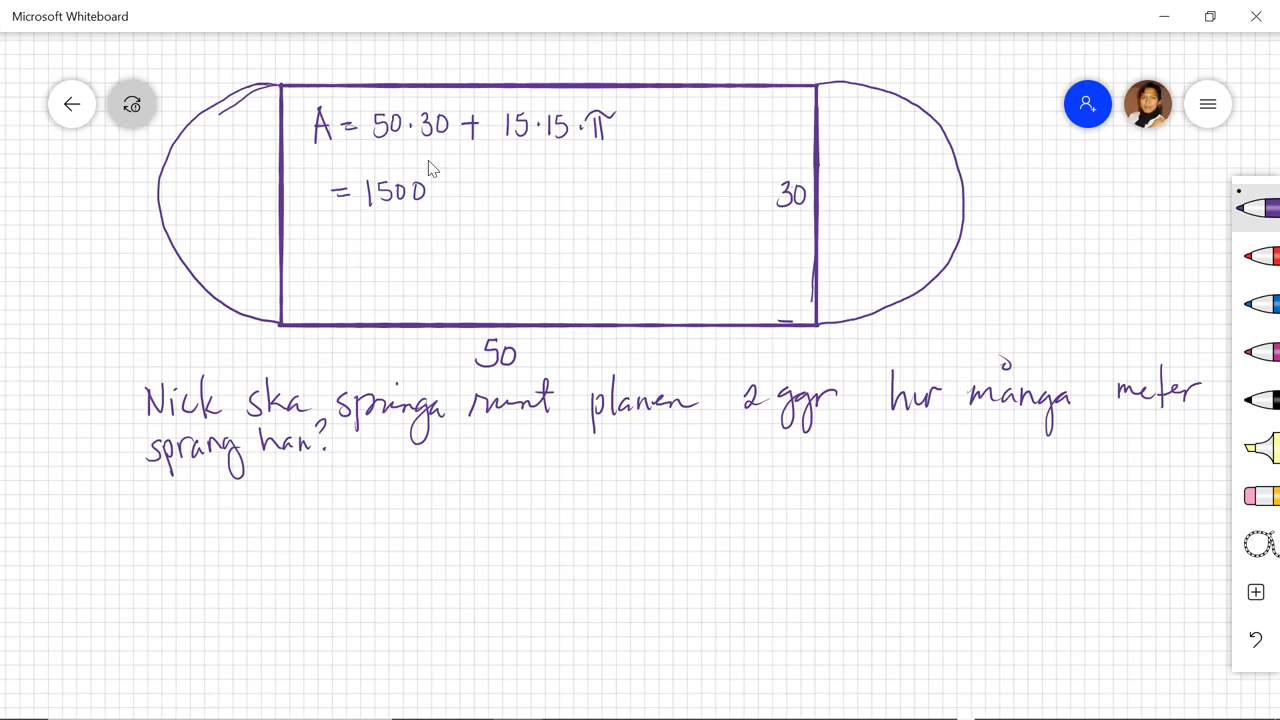 Microsoft Whiteboard
A = 50·30 + 15·15·π
= 1500
30
50
Nick ska springa runt planen 2 ggr hur många meter
sprang han?